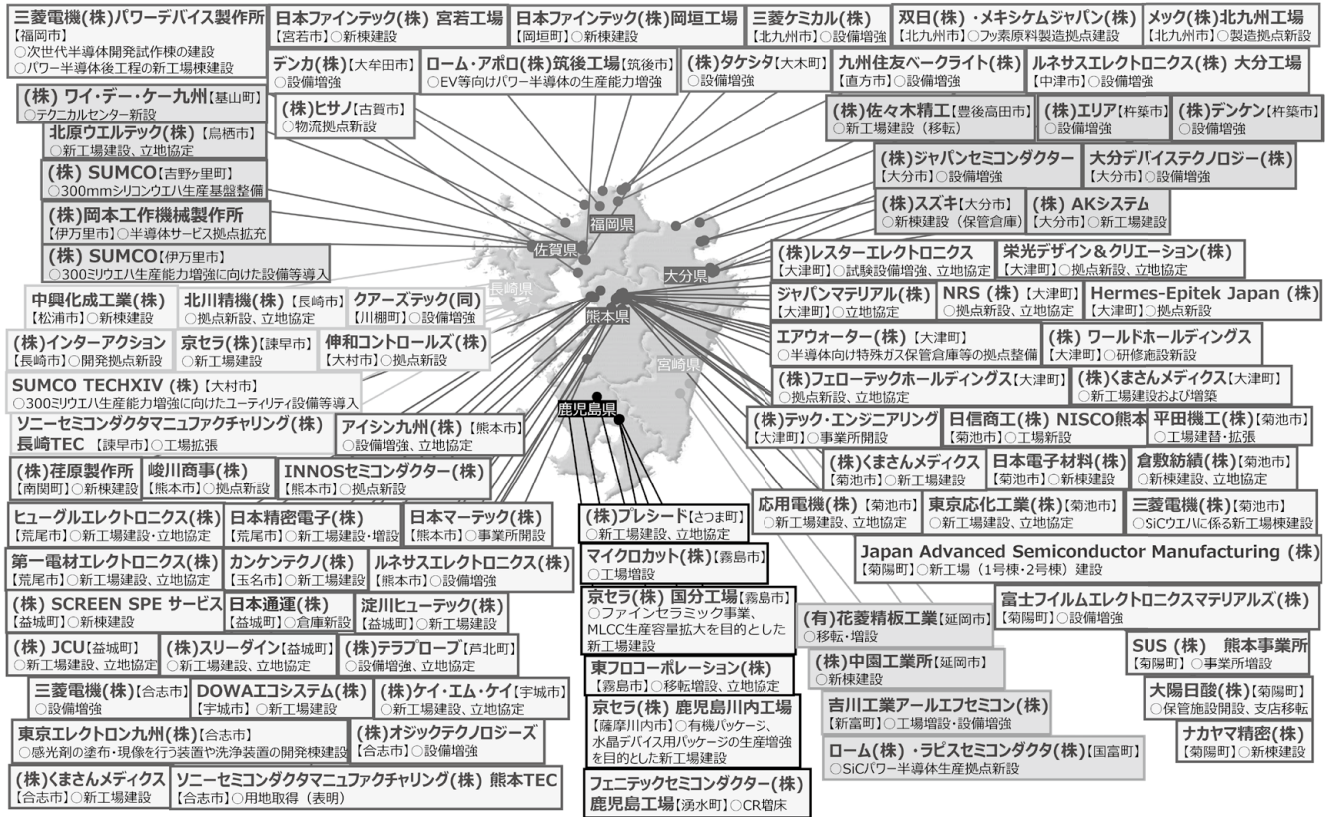 三菱電機(株)パワーデバイス製作所
【福岡市】
○次世代半導体開発試作棟の建設
○パワー半導体後工程の新工場棟建設
日本ファインテック(株) 宮若工場
【宮若市】○新棟建設
日本ファインテック(株) 岡垣工場
【岡垣町】○新棟建設
三菱ケミカル(株)
【北九州市】○設備増強
双日(株) ・メキシケムジャパン(株)
【北九州市】○フッ素原料製造拠点建設
メック(株)北九州工場
【北九州市】○製造拠点新設
デンカ(株)【大牟田市】
○設備増強
ローム・アポロ(株)筑後工場【筑後市】
○EV等向けパワー半導体の生産能力増強
(株)タケシタ【大木町】
○設備増強
九州住友ベークライト(株)
【直方市】○設備増強
ルネサスエレクトロニクス(株) 大分工場
【中津市】○設備増強
(株) ワイ・デー・ケー九州【基山町】
○テクニカルセンター新設
(株)ヒサノ【古賀市】
○物流拠点新設
(株)佐々木精工【豊後高田市】
○新工場建設（移転）
(株)エリア【杵築市】
○設備増強
(株)デンケン【杵築市】
○設備増強
北原ウエルテック(株) 【鳥栖市】
○新工場建設、立地協定
(株)ジャパンセミコンダクター
【大分市】○設備増強
大分デバイステクノロジー(株)
【大分市】○設備増強
(株) SUMCO【吉野ヶ里町】
○300mmシリコンウエハ生産基盤整備
(株)スズキ【大分市】
○新棟建設（保管倉庫）
(株) AKシステム
【大分市】○新工場建設
(株)岡本工作機械製作所
【伊万里市】○半導体サービス拠点拡充
(株) SUMCO【伊万里市】
○300ミリウエハ生産能力増強に向けた設備等導入
福岡県
佐賀県
長崎県
大分県
熊本県
宮崎県
鹿児島県
(株)レスターエレクトロニクス
【大津町】○試験設備増強、立地協定
栄光デザイン＆クリエーション(株)
【大津町】○拠点新設、立地協定
中興化成工業(株)
【松浦市】○新棟建設
北川精機(株) 【長崎市】
○拠点新設、立地協定
クアーズテック(同)
【川棚町】○設備増強
ジャパンマテリアル(株)
【大津町】○立地協定
NRS (株) 【大津町】
○拠点新設、立地協定
Hermes-Epitek Japan (株)
【大津町】○拠点新設
(株)インターアクション
【長崎市】○開発拠点新設
京セラ(株)【諫早市】
○新工場建設
伸和コントロールズ(株)
【大村市】○拠点新設
エアウォーター(株) 【大津町】
○半導体向け特殊ガス保管倉庫等の拠点整備
(株) ワールドホールディングス
【大津町】○研修施設新設
SUMCO TECHXIV (株) 【大村市】
○300ミリウエハ生産能力増強に向けたユーティリティ設備等導入
(株)フェローテックホールディングス【大津町】
○拠点新設、立地協定
(株)くまさんメディクス【大津町】
○新工場建設および増築
ソニーセミコンダクタマニュファクチャリング(株)
長崎TEC 【諫早市】○工場拡張
アイシン九州(株) 【熊本市】
○設備増強、立地協定
(株)テック・エンジニアリング
【大津町】○事業所開設
日信商工(株) NISCO熊本
【菊池市】○工場新設
平田機工(株)【菊池市】
○工場建替・拡張
(株)荏原製作所
【南関町】○新棟建設
峻川商事(株)
【熊本市】○拠点新設
INNOSセミコンダクター(株)
【熊本市】○拠点新設
(株)くまさんメディクス
【菊池市】○新工場建設
日本電子材料(株)
【菊池市】○新棟建設
倉敷紡績(株)【菊池市】
○新棟建設、立地協定
ヒューグルエレクトロニクス(株)
【荒尾市】○新工場建設・立地協定
日本精密電子(株)
【荒尾市】○新工場建設・増設
日本マーテック(株)
【熊本市】○事業所開設
(株)プレシード【さつま町】
○新工場建設、立地協定
応用電機(株) 【菊池市】
○新工場建設、立地協定
東京応化工業(株)【菊池市】
○新工場建設、立地協定
三菱電機(株)【菊池市】
○SiCウエハに係る新工場棟建設
第一電材エレクトロニクス(株)
【荒尾市】○新工場建設、立地協定
カンケンテクノ(株)
【玉名市】○新工場建設
ルネサスエレクトロニクス(株)
【熊本市】○設備増強
マイクロカット(株)【霧島市】
○工場増設
Japan Advanced Semiconductor Manufacturing (株)
【菊陽町】○新工場（1号棟・2号棟）建設
(株) SCREEN SPE サービス
【益城町】○新棟建設
日本通運(株)
【益城町】○倉庫新設
淀川ヒューテック(株)
【益城町】○新工場建設
京セラ(株) 国分工場【霧島市】
○ファインセラミック事業、
MLCC生産容量拡大を目的とした
新工場建設
(有)花菱精板工業【延岡市】
○移転・増設
富士フイルムエレクトロニクスマテリアルズ(株)
【菊陽町】○設備増強
(株) JCU【益城町】
○新工場建設、立地協定
(株)スリーダイン【益城町】
○新工場建設、立地協定
(株)テラプローブ【芦北町】
○設備増強、立地協定
東フロコーポレーション(株)
【霧島市】○移転増設、立地協定
(株)中園工業所【延岡市】
○新棟建設
SUS (株) 熊本事業所
【菊陽町】○事業所増設
三菱電機(株)【合志市】
○設備増強
DOWAエコシステム(株)
【宇城市】○新工場建設
(株)ケイ・エム・ケイ【宇城市】
○新工場建設、立地協定
京セラ(株) 鹿児島川内工場
【薩摩川内市】○有機パッケージ、
水晶デバイス用パッケージの生産増強
を目的とした新工場建設
吉川工業アールエフセミコン(株)
【新富町】○工場増設・設備増強
大陽日酸(株)【菊陽町】
○保管施設開設、支店移転
東京エレクトロン九州(株)【合志市】
○感光剤の塗布・現像を行う装置や洗浄装置の開発棟建設
(株)オジックテクノロジーズ
【合志市】○設備増強
ローム(株) ・ラピスセミコンダクタ(株)【国富町】
○SiCパワー半導体生産拠点新設
ナカヤマ精密(株)
【菊陽町】○新棟建設
(株)くまさんメディクス
【合志市】○新工場建設
ソニーセミコンダクタマニュファクチャリング(株) 熊本TEC
【合志市】○用地取得（表明）
フェニテックセミコンダクター(株)
鹿児島工場【湧水町】○CR増床